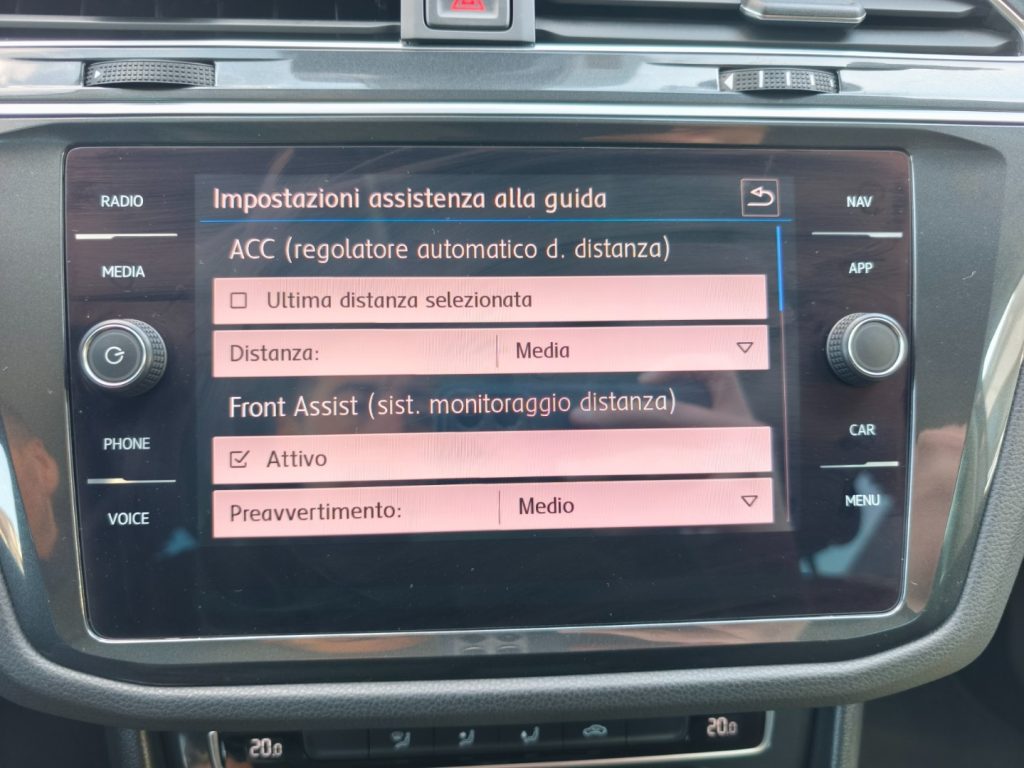 RADIO
MEDIA
PHONE
VOICE
Impostazioni assistenza alla guida
ACC (regolatore automatico d. distanza)
Ultima distanza selezionata
Distanza: Media
Front Assist (sist. monitoraggio distanza)
Attivo
Preavvertimento: Medio
NAV
APP
CAR
MENU
20.0
20.0